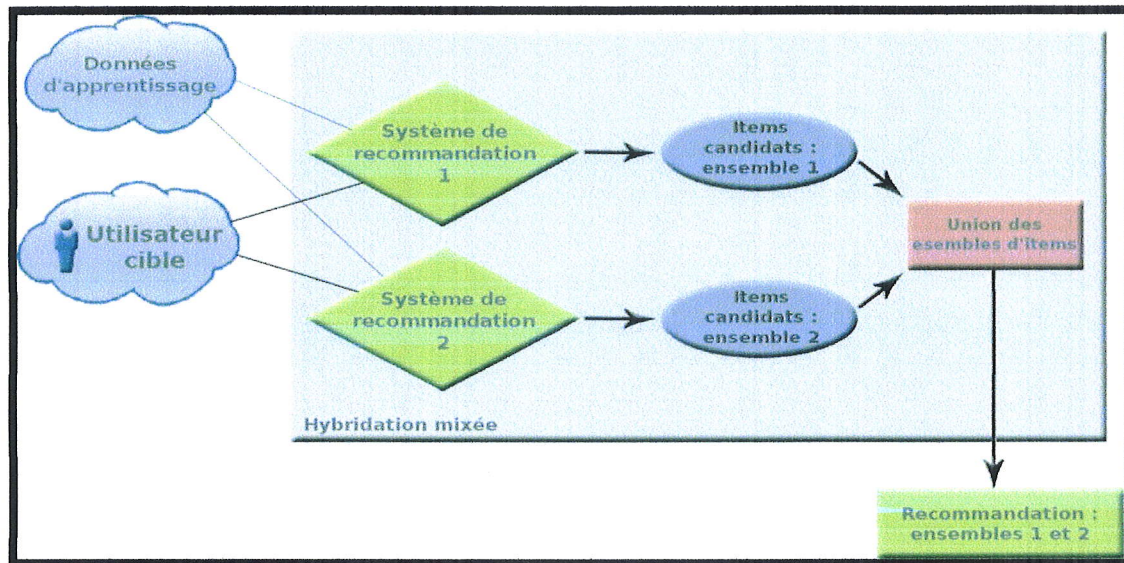 Données
d'apprentissage
Utilisateur
cible
Système de
recommandation
1
Système de
recommandation
2
Items
candidats :
ensemble 1
Items
candidats :
ensemble 2
Union des
esembles d'items
Hybridation mixée
Recommandation :
ensembles 1 et 2